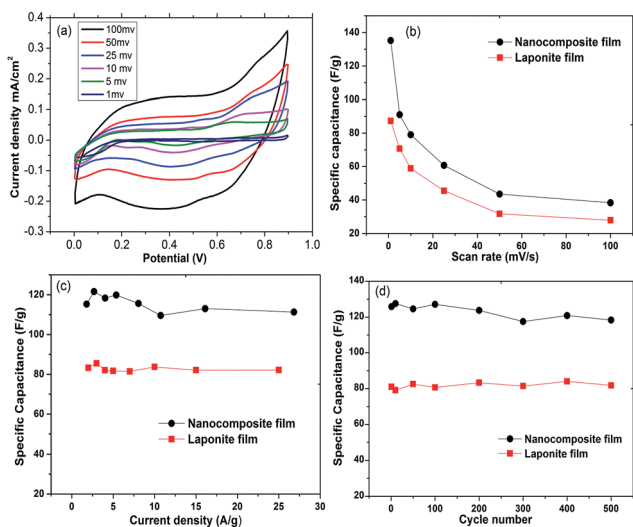 (a)
100mv
50mv
25 mv
10 mv
5 mv
1mv
Current density mA/cm²
0.4
0.3
0.2
0.1
0.0
-0.1
-0.2
-0.3
0.0 0.2 0.4 0.6 0.8 1.0
Potential (V)
(b)
Nanocomposite film
Laponite film
Specific capacitance (F/g)
160
140
120
100
80
60
40
20
0 20 40 60 80 100
Scan rate (mV/s)
(c)
Nanocomposite film
Laponite film
Specific Capacitance (F/g)
120
100
80
60
40
20
0 5 10 15 20 25 30
Current density (A/g)
(d)
Nanocomposite film
Laponite film
Specific Capacitance (F/g)
140
120
100
80
60
40
20
0 100 200 300 400 500
Cycle number